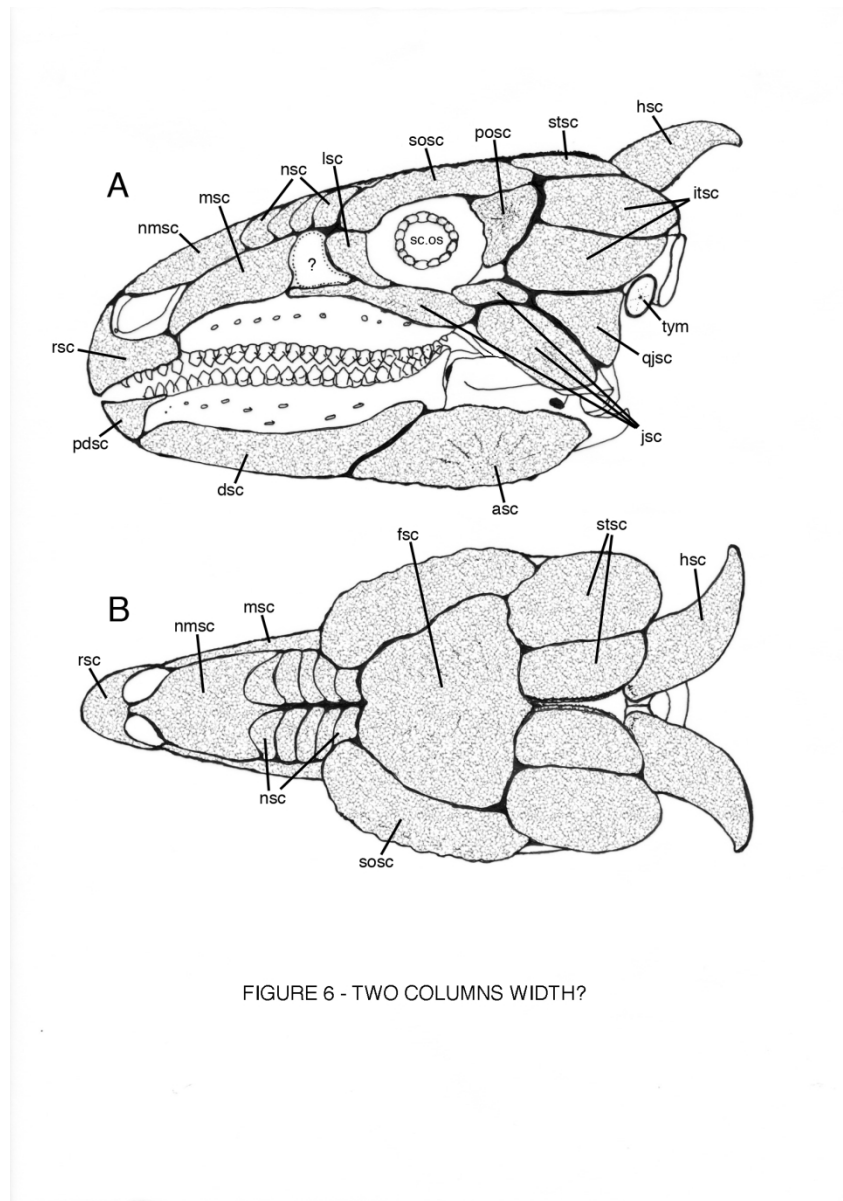 hsc
stsc
posc
sosc
lsc
nsc
itsc
A
msc
nmsc
sc.os
?
tym
rsc
qjsc
pdsc
jsc
dsc
asc
stsc
fsc
hsc
B
msc
nmsc
rsc
nsc
sosc
FIGURE 6 - TWO COLUMNS WIDTH?